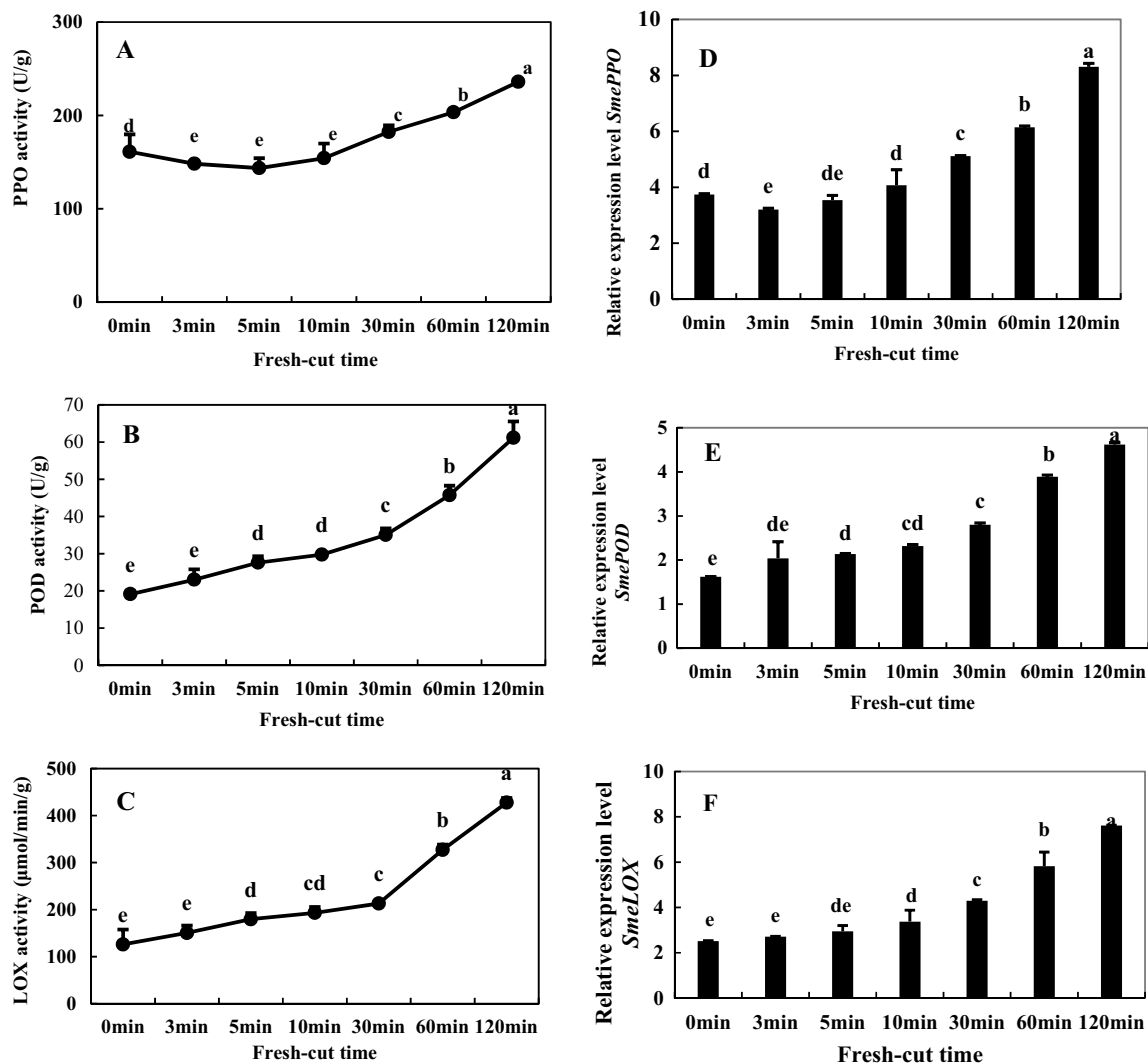 A
PPO activity (U/g)
300
200
100
0
d e e e c b a
0min 3min 5min 10min 30min 60min 120min
Fresh-cut time
D
Relative expression level SmePPO
10
8
6
4
2
0
d e de d c b a
0min 3min 5min 10min 30min 60min 120min
Fresh-cut time
B
POD activity (U/g)
70
60
50
40
30
20
10
0
e e d d c b a
0min 3min 5min 10min 30min 60min 120min
Fresh-cut time
E
Relative expression level
SmePOD
5
4
3
2
1
0
e de d cd c b a
0min 3min 5min 10min 30min 60min 120min
Fresh-cut time
C
LOX activity (μmol/min/g)
500
400
300
200
100
0
e e d cd c b a
0min 3min 5min 10min 30min 60min 120min
Fresh-cut time
F
Relative expression level
SmeLOX
10
8
6
4
2
0
e e de d c b a
0min 3min 5min 10min 30min 60min 120min
Fresh-cut time